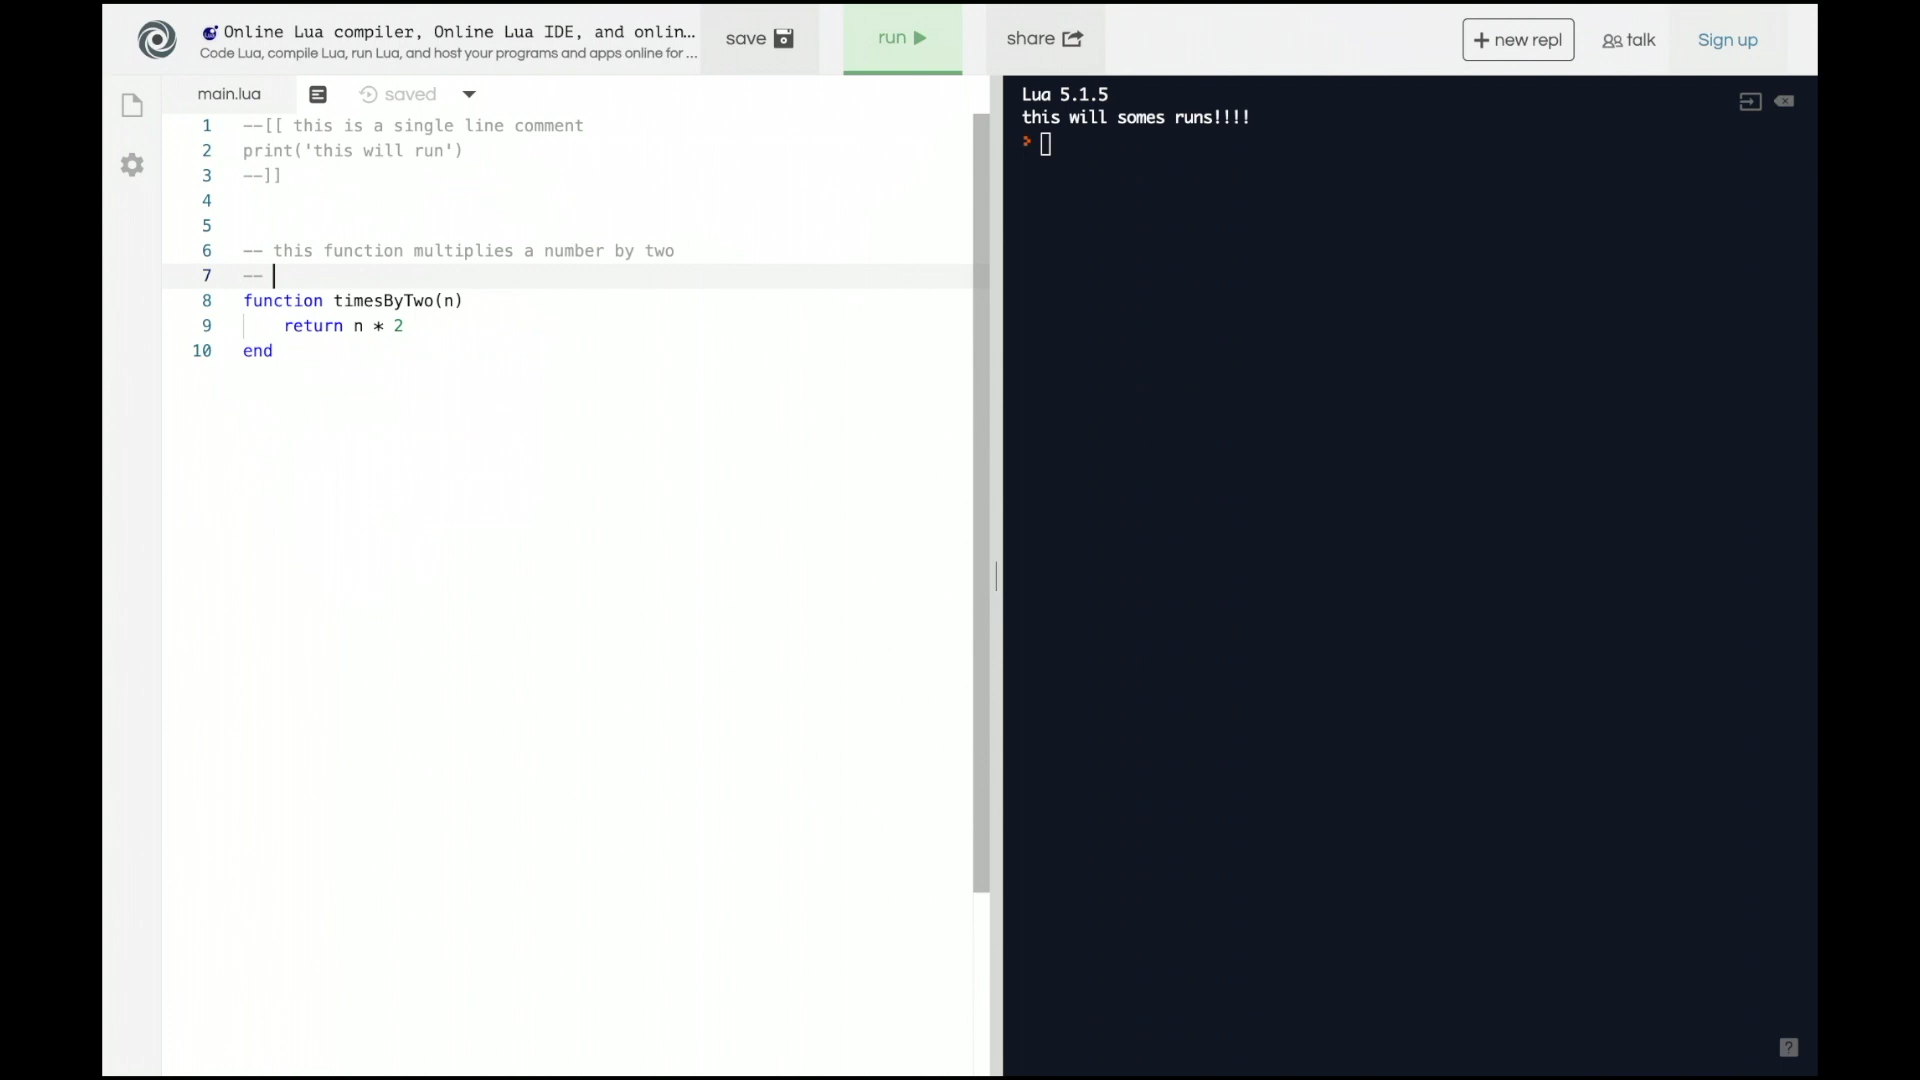 Online Lua compiler, Online Lua IDE, and onlin...
Code Lua, compile Lua, run Lua, and host your programs and apps online for ...
save
run
share
+ new repl
talk
Sign up
main.lua
saved
1 --[[ this is a single line comment
2 print('this will run')
3 --]]
4
5
6 -- this function multiplies a number by two
7 --
8 function timesByTwo(n)
9 return n * 2
10 end
Lua 5.1.5
this will somes runs!!!!
>
?